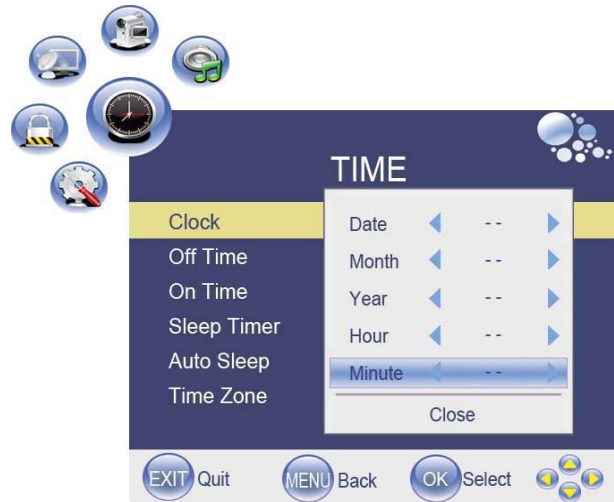 TIME
Clock
Off Time
On Time
Sleep Timer
Auto Sleep
Time Zone
Date - -
Month - -
Year - -
Hour - -
Minute - -
Close
EXIT Quit MENU Back OK Select